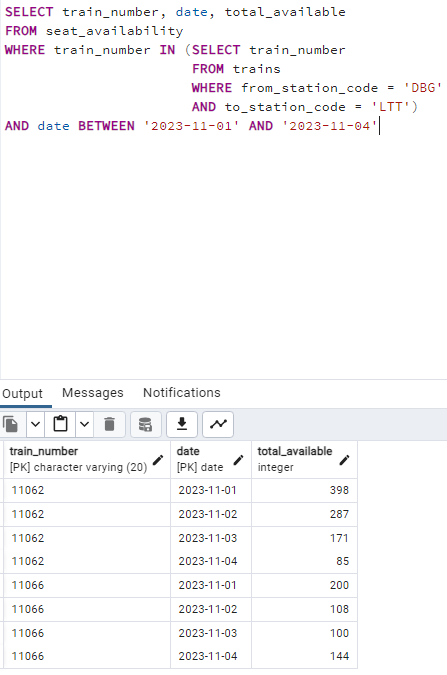 SELECT train_number, date, total_available
FROM seat_availability
WHERE train_number IN (SELECT train_number
FROM trains
WHERE from_station_code = 'DBG'
AND to_station_code = 'LTT')
AND date BETWEEN '2023-11-01' AND '2023-11-04'
Output Messages Notifications
train_number date total_available
[PK] character varying (20) [PK] date integer
11062 2023-11-01 398
11062 2023-11-02 287
11062 2023-11-03 171
11062 2023-11-04 85
11066 2023-11-01 200
11066 2023-11-02 108
11066 2023-11-03 100
11066 2023-11-04 144